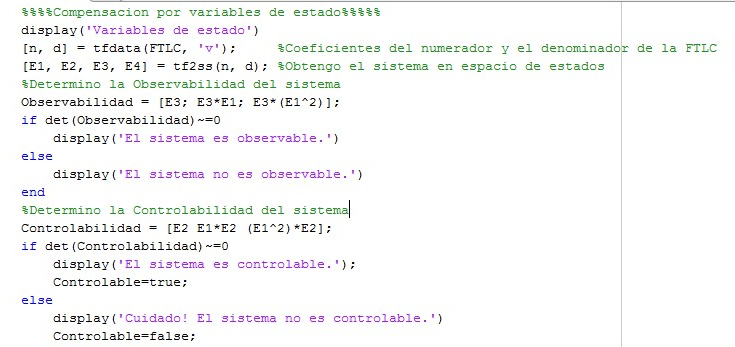 %%%%Compensacion por variables de estado%%%%%
display('Variables de estado')
[n, d] = tfdata(FTLC, 'v');     %Coeficientes del numerador y el denominador de la FTLC
[E1, E2, E3, E4] = tf2ss(n, d); %Obtengo el sistema en espacio de estados
%Determino la Observabilidad del sistema
Observabilidad = [E3; E3*E1; E3*(E1^2)];
if det(Observabilidad)~=0
    display('El sistema es observable.')
else
    display('El sistema no es observable.')
end
%Determino la Controlabilidad del sistema
Controlabilidad = [E2 E1*E2 (E1^2)*E2];
if det(Controlabilidad)~=0
    display('El sistema es controlable.');
    Controlable=true;
else
    display('Cuidado! El sistema no es controlable.')
    Controlable=false;